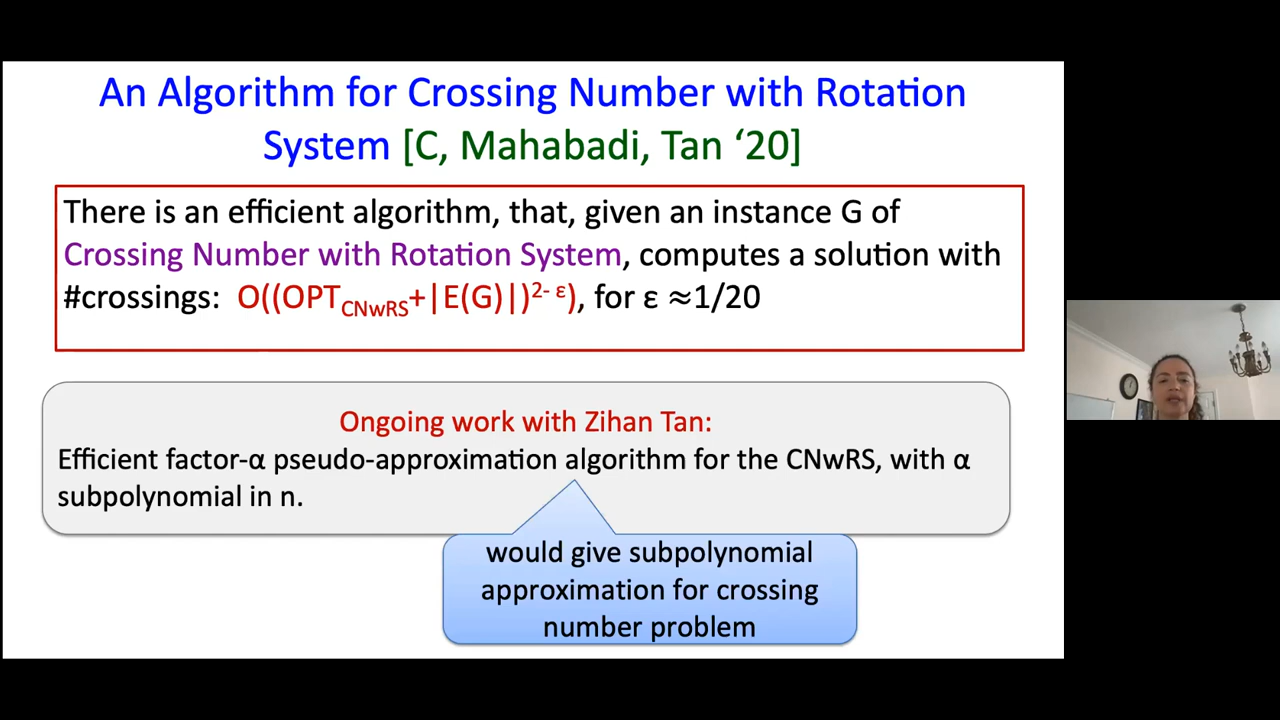 An Algorithm for Crossing Number with Rotation
System [C, Mahabadi, Tan ‘20]
There is an efficient algorithm, that, given an instance G of
Crossing Number with Rotation System, computes a solution with
#crossings: O((OPT_CNwRS+|E(G)|)^2- ε), for ε ≈1/20
Ongoing work with Zihan Tan:
Efficient factor-α pseudo-approximation algorithm for the CNwRS, with α
subpolynomial in n.
would give subpolynomial
approximation for crossing
number problem